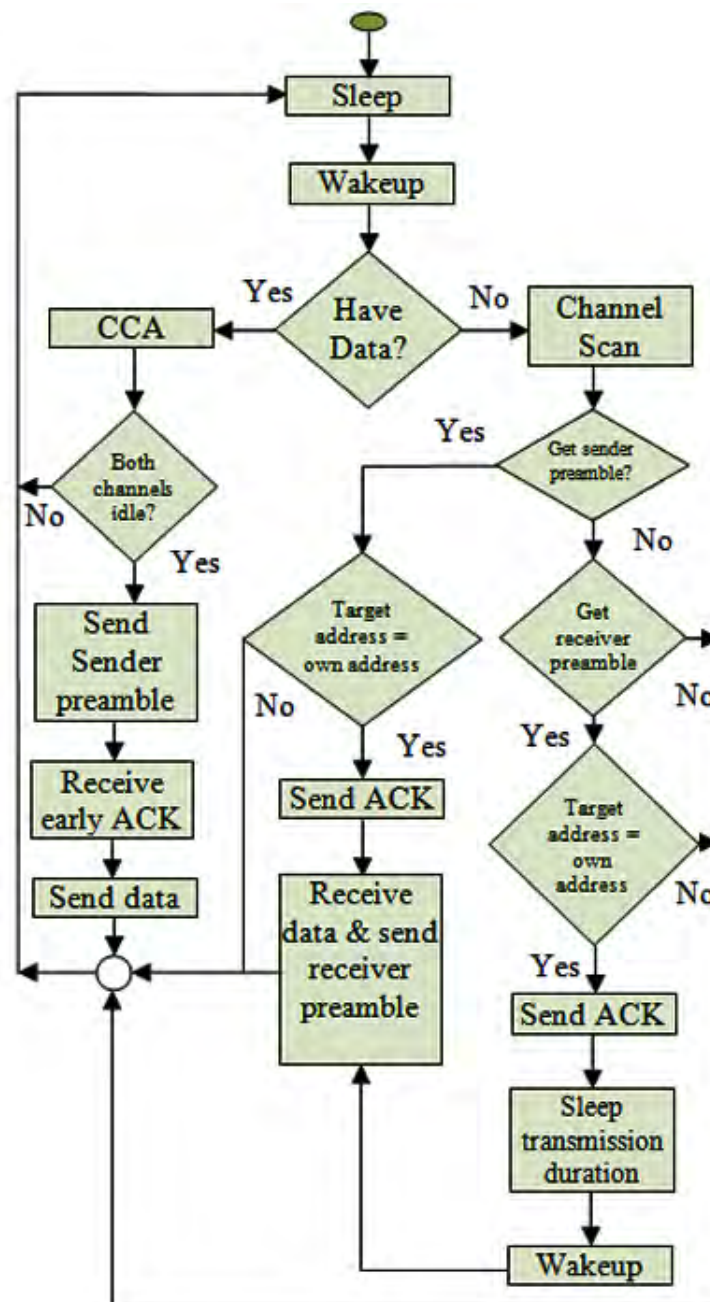 Sleep
Wakeup
Yes
Have
Data?
No
CCA
Channel
Scan
Both
channels
idle?
No
Yes
Yes
Get sender
preamble?
No
Send
Sender
preamble
Target
address =
own address
No
Yes
Get
receiver
preamble
No
Yes
Receive
early ACK
Send ACK
Target
address =
own
address
No
Yes
Send data
Receive
data & send
receiver
preamble
Send ACK
Sleep
transmission
duration
Wakeup